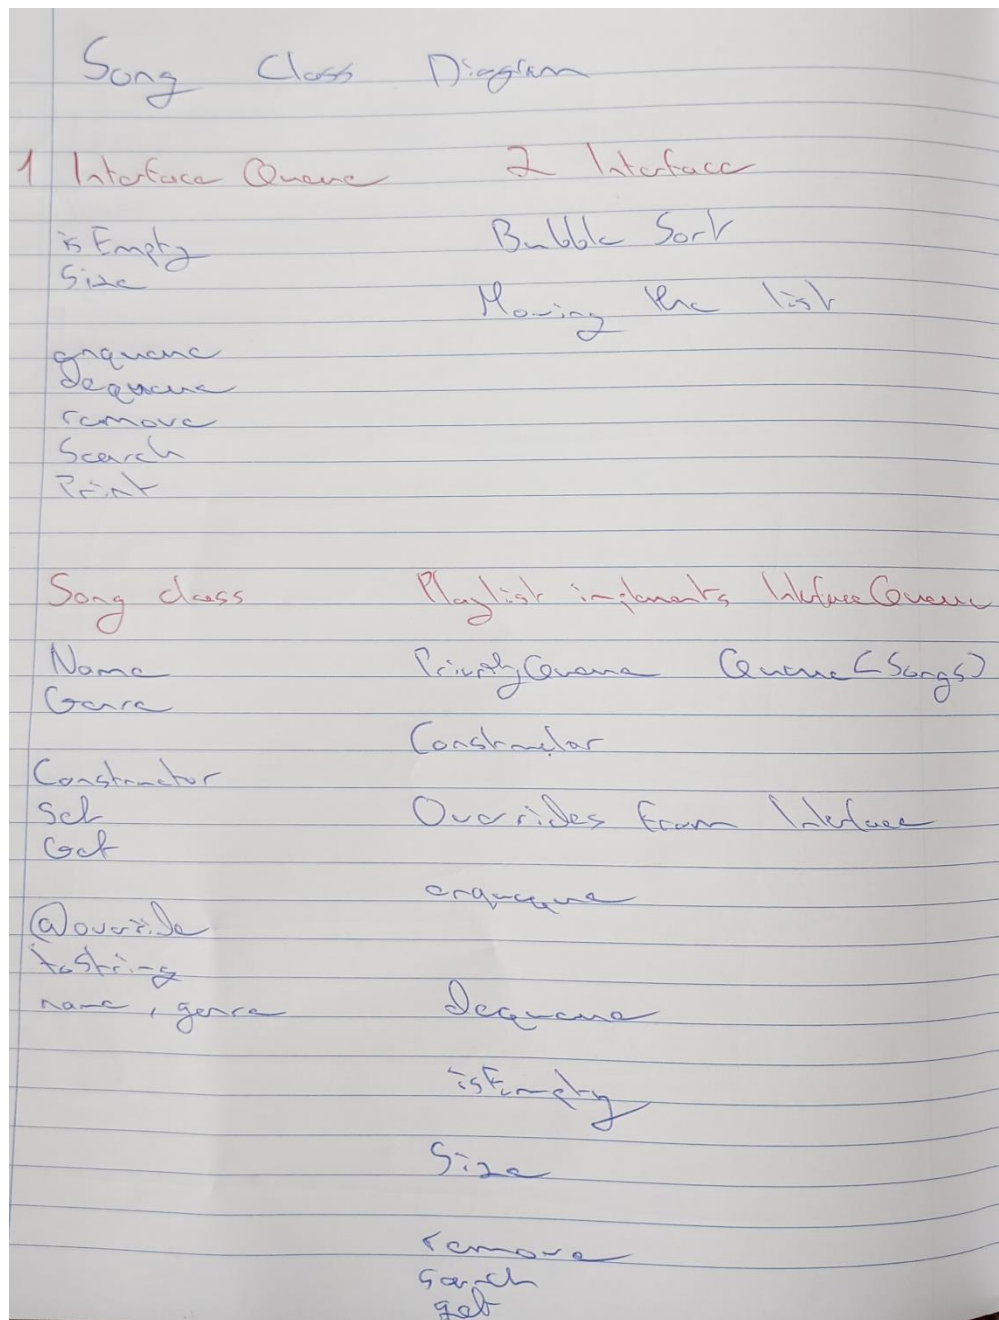 Song Class Diagram
1 Interface Queue
isEmpty
Size
enqueue
dequeue
remove
Search
Print
2 Interface
Bubble Sort
Moving the list
Song class
Name
Genre
Constructor
Set
Get
@override
toString
name, genre
Playlist implements InterfaceQueue
PriorityQueue Queue(Songs)
Constructor
Overrides from Interface
enqueue
Dequeue
isEmpty
Size
remove
search
get